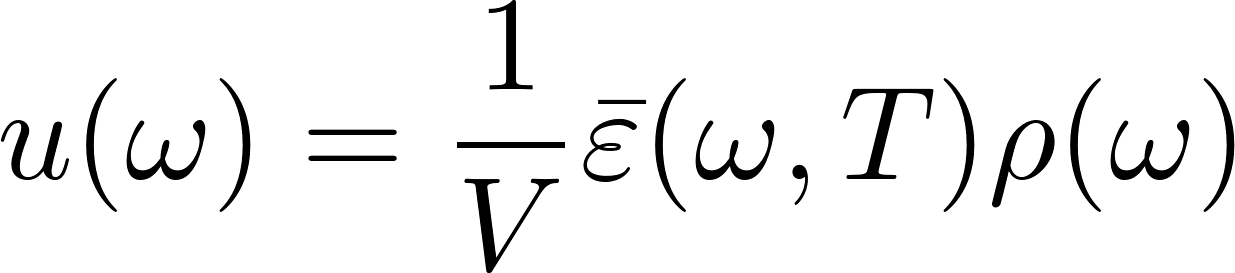 u(ω) = 1/V ε̄(ω, T)ρ(ω)